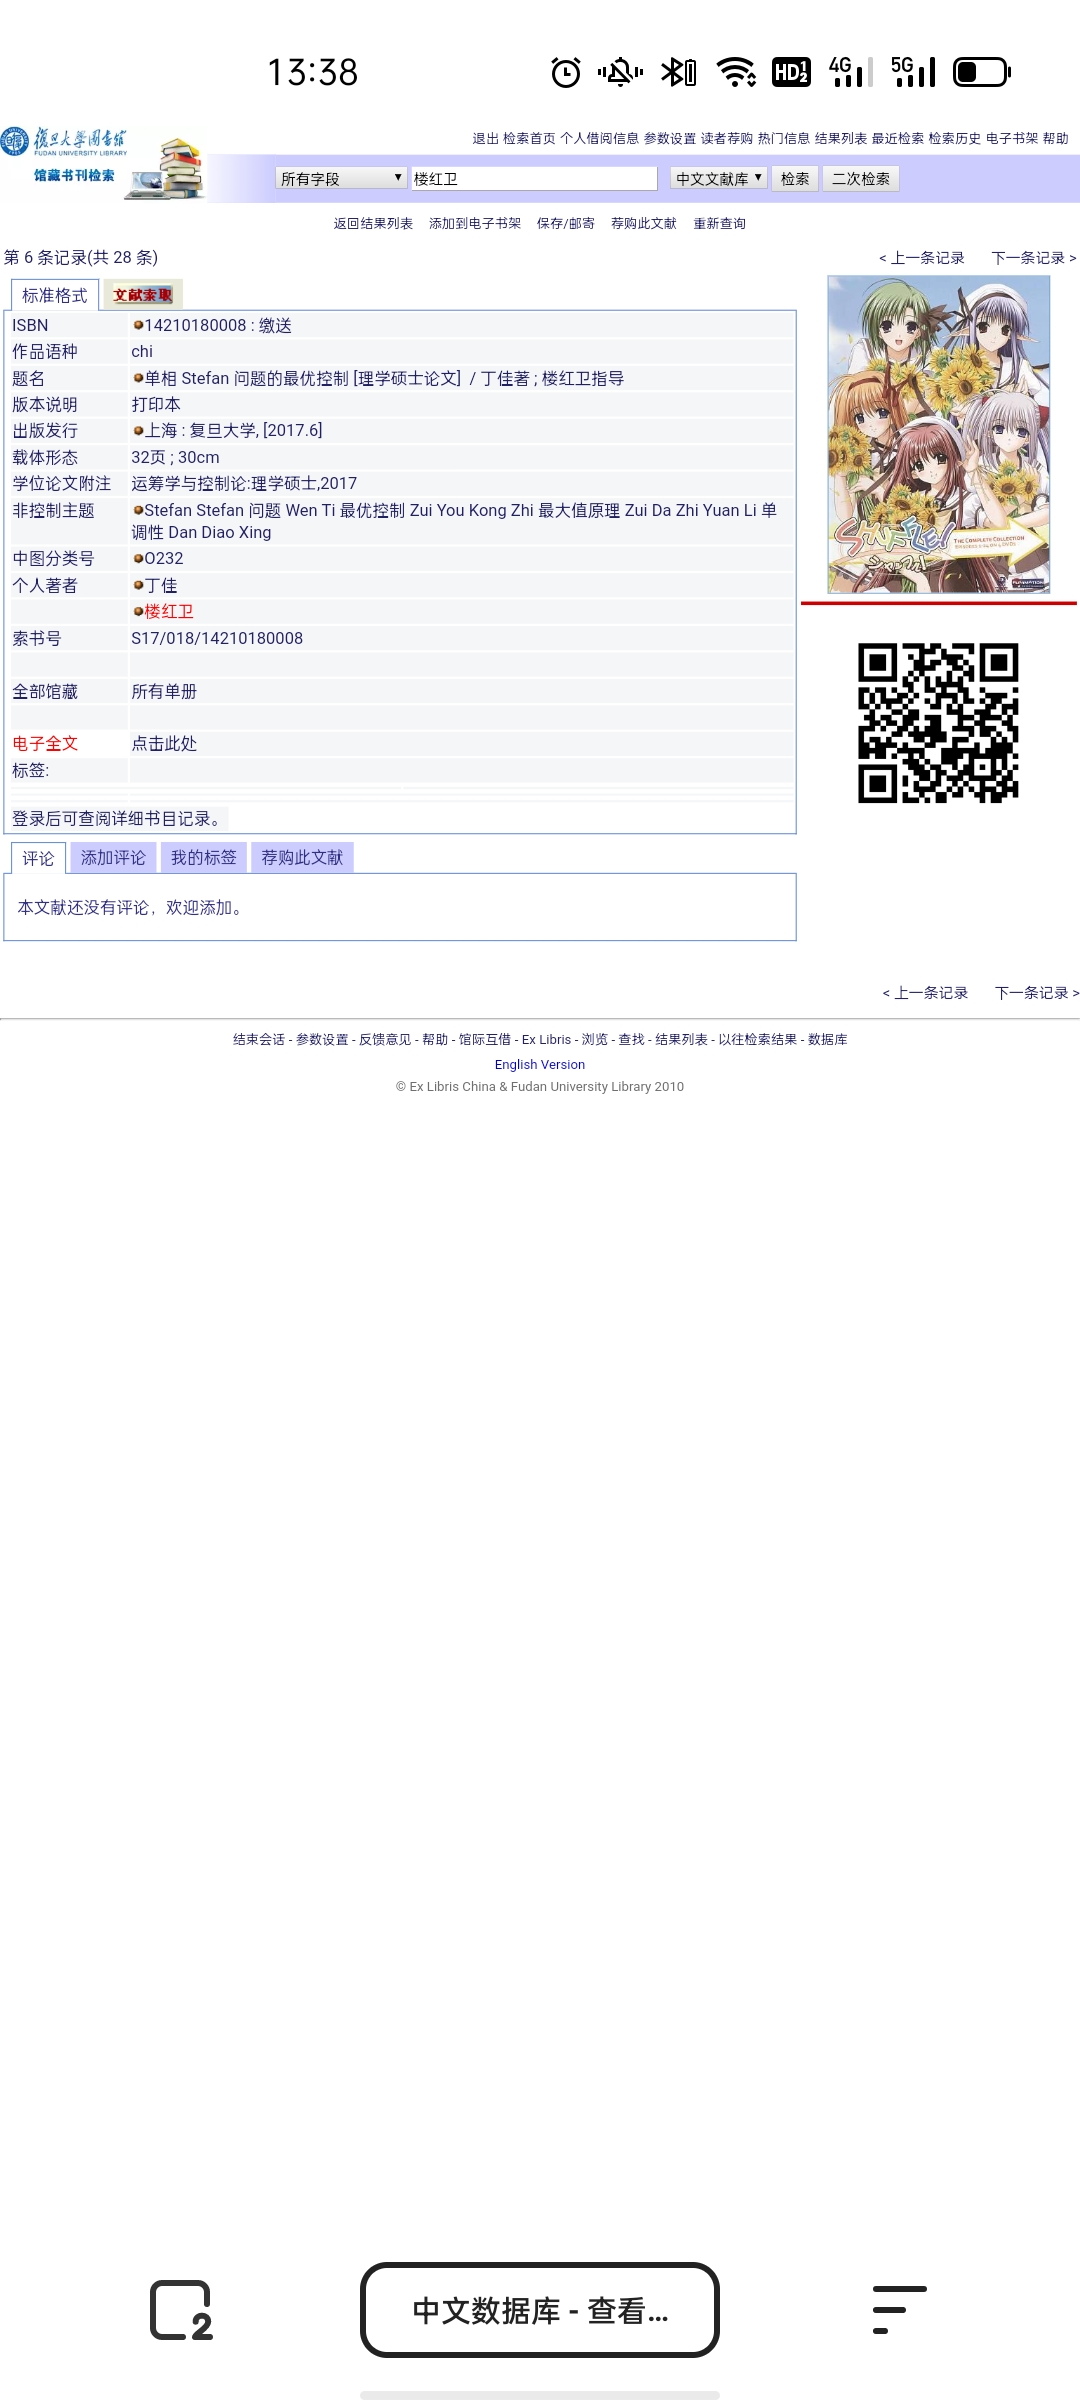 13:38
HD 1 2 4G 5G
復旦大學圖書館
FUDAN UNIVERSITY LIBRARY
馆藏书刊检索
退出 检索首页 个人借阅信息 参数设置 读者荐购 热门信息 结果列表 最近检索 检索历史 电子书架 帮助
所有字段 ▼ 楼红卫 中文文献库 ▼ 检索 二次检索
返回结果列表 添加到电子书架 保存/邮寄 荐购此文献 重新查询
第 6 条记录(共 28 条) < 上一条记录 下一条记录 >
标准格式 文献索取
ISBN 14210180008 : 缴送
作品语种 chi
题名 单相 Stefan 问题的最优控制 [理学硕士论文] / 丁佳著 ; 楼红卫指导
版本说明 打印本
出版发行 上海 : 复旦大学, [2017.6]
载体形态 32页 ; 30cm
学位论文附注 运筹学与控制论:理学硕士,2017
非控制主题 Stefan Stefan 问题 Wen Ti 最优控制 Zui You Kong Zhi 最大值原理 Zui Da Zhi Yuan Li 单
调性 Dan Diao Xing
中图分类号 O232
个人著者 丁佳
楼红卫
索书号 S17/018/14210180008
全部馆藏 所有单册
电子全文 点击此处
标签:
登录后可查阅详细书目记录。
SHUFFLE!
THE COMPLETE COLLECTION
シャッフル!
FUNIMATION
评论 添加评论 我的标签 荐购此文献
本文献还没有评论，欢迎添加。
< 上一条记录 下一条记录 >
结束会话 - 参数设置 - 反馈意见 - 帮助 - 馆际互借 - Ex Libris - 浏览 - 查找 - 结果列表 - 以往检索结果 - 数据库
English Version
© Ex Libris China & Fudan University Library 2010
2 中文数据库 - 查看...